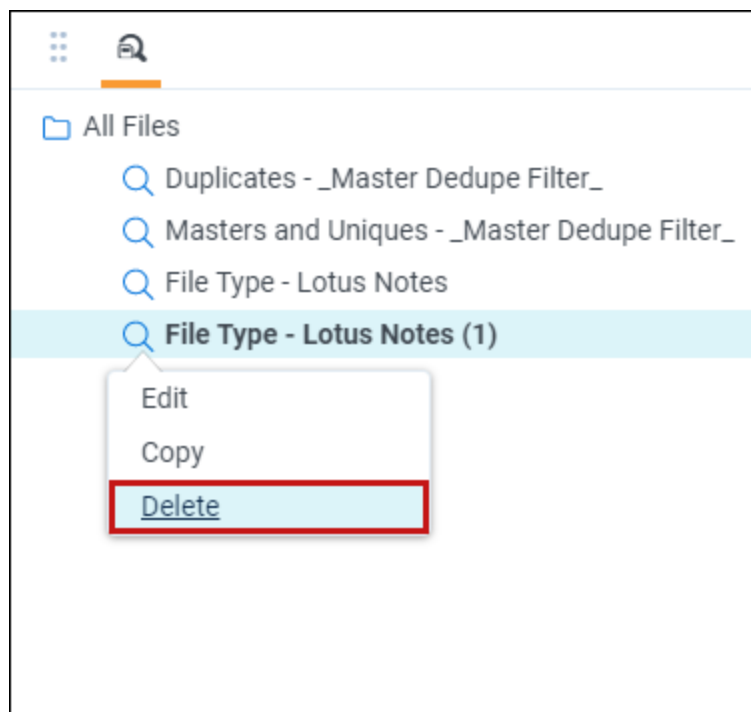 All Files
Duplicates - _Master Dedupe Filter_
Masters and Uniques - _Master Dedupe Filter_
File Type - Lotus Notes
File Type - Lotus Notes (1)
Edit
Copy
Delete